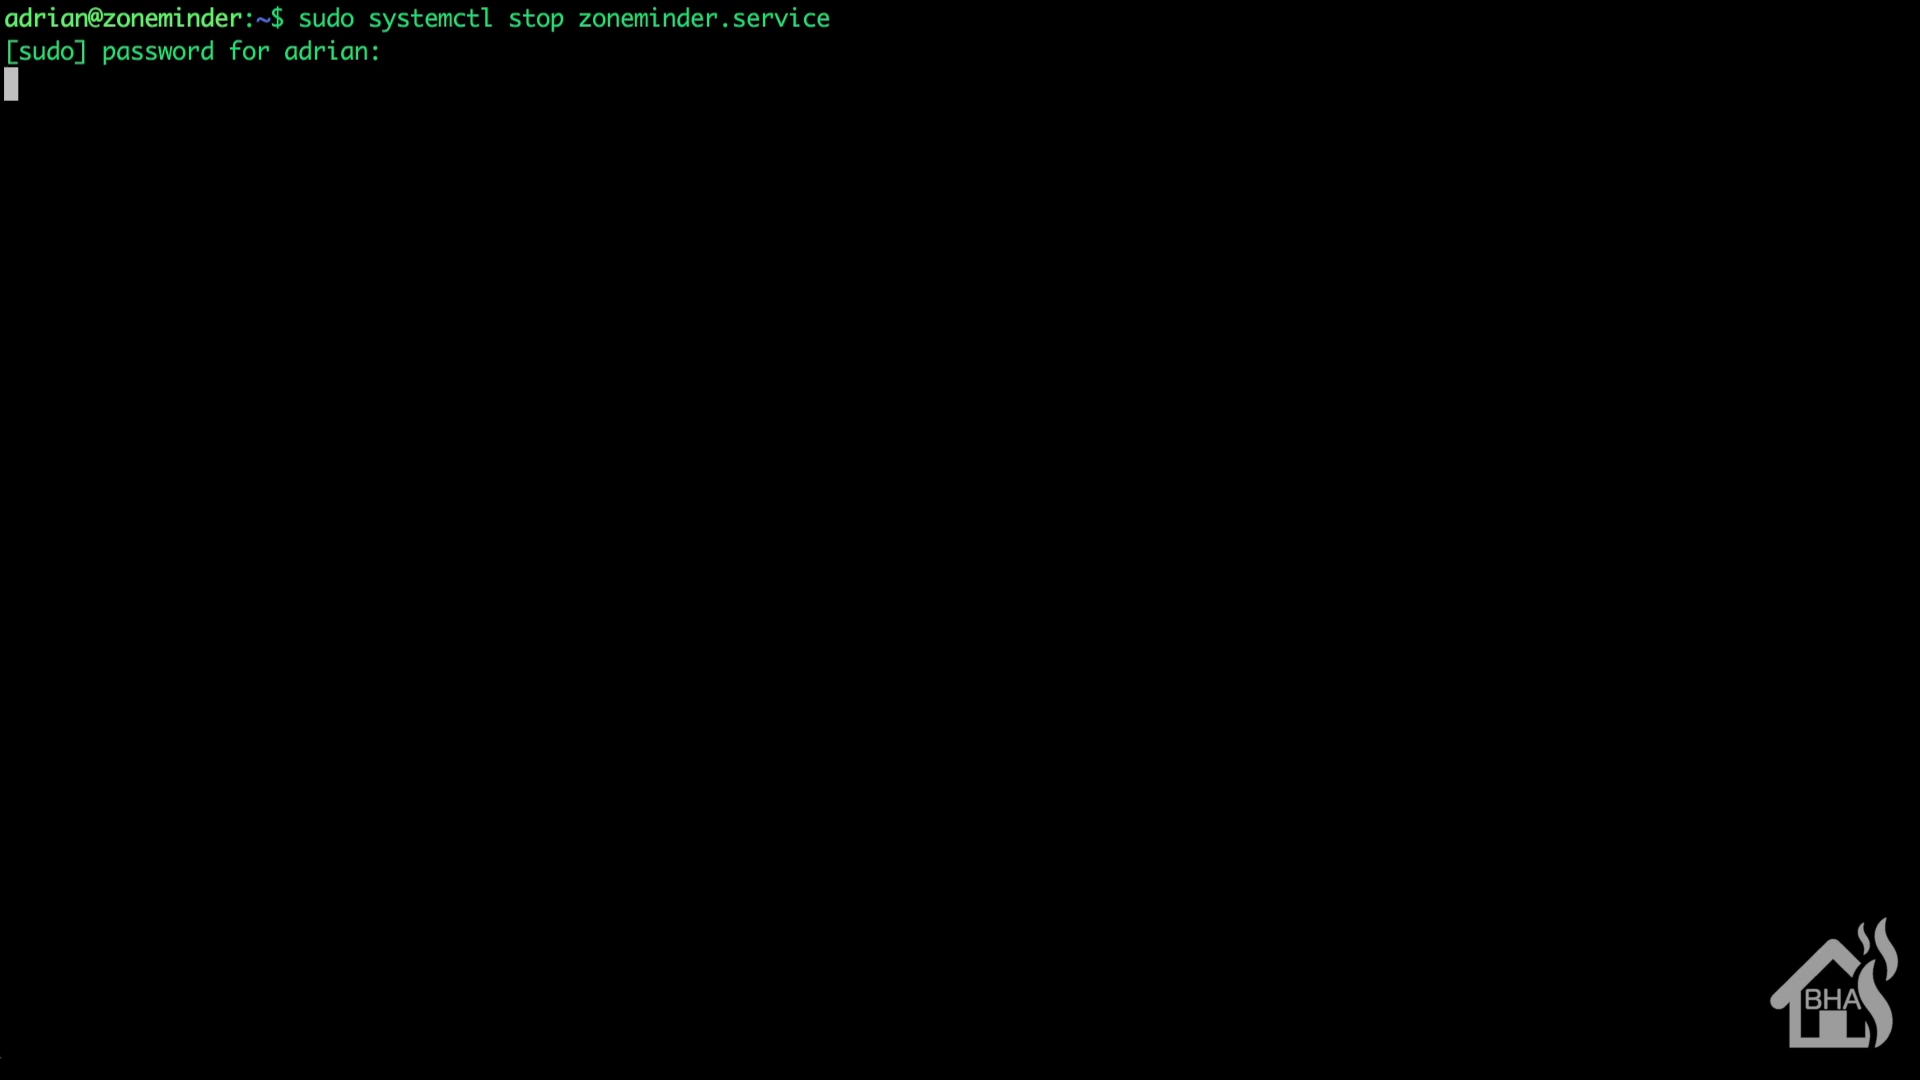 adrian@zoneminder:~$ sudo systemctl stop zoneminder.service
[sudo] password for adrian:
BHA